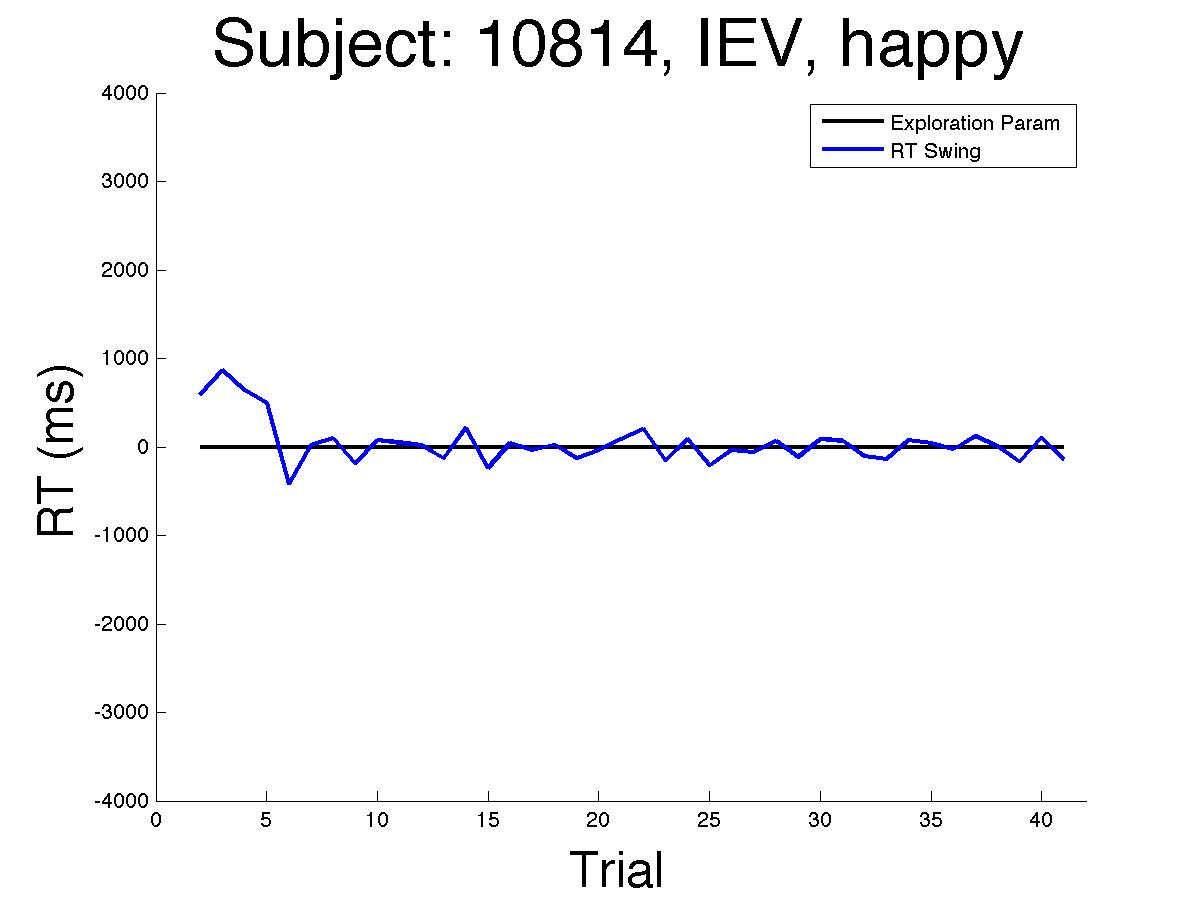 Subject: 10814, IEV, happy
Exploration Param
RT Swing
4000
3000
2000
1000
0
-1000
-2000
-3000
-4000
RT (ms)
0 5 10 15 20 25 30 35 40
Trial